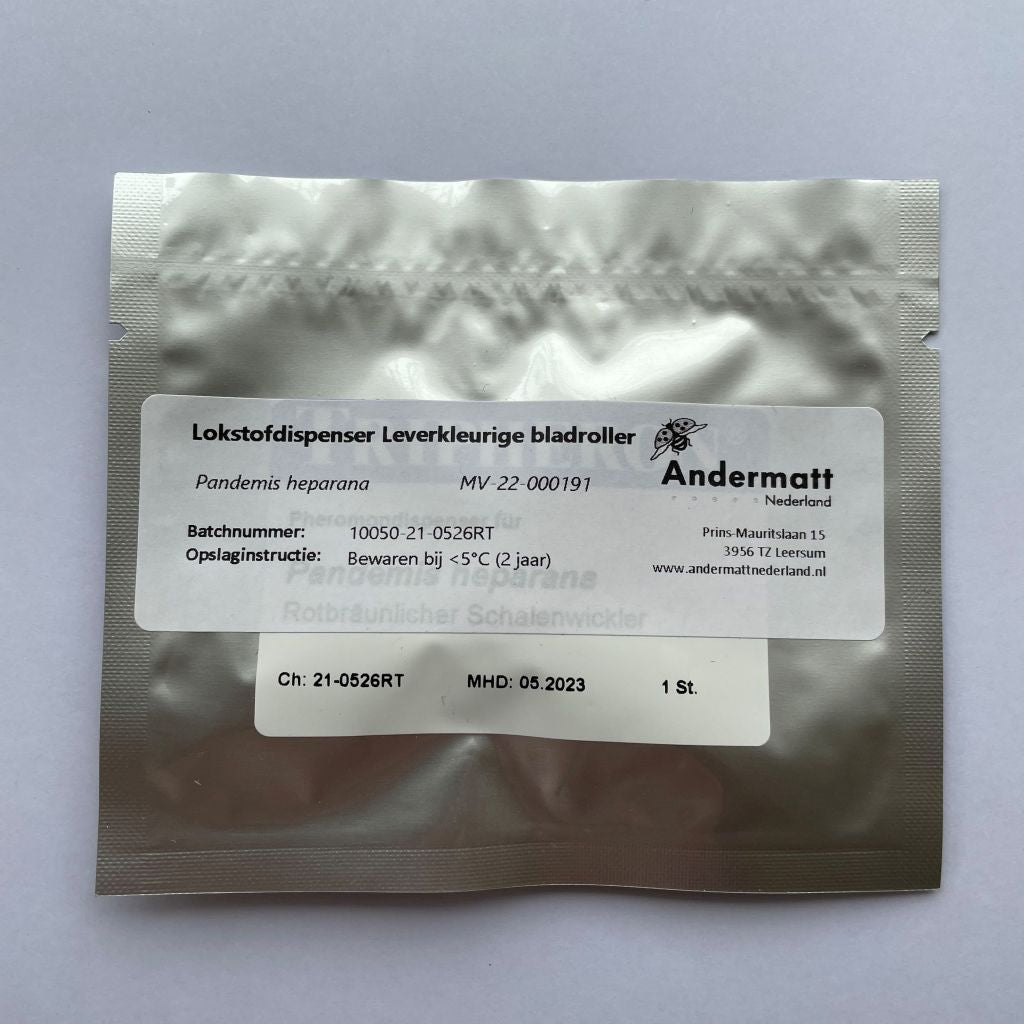 Lokstofdispenser Leverkleurige bladroller
Pandemis heparana MV-22-000191
Batchnummer: 10050-21-0526RT
Opslaginstructie: Bewaren bij <5°C (2 jaar)
Andermatt
Nederland
Prins-Mauritslaan 15
3956 TZ Leersum
www.andermattnederland.nl
Pheromondispenser für
Pandemis heparana
Rotbräunlicher Schalenwickler
Ch: 21-0526RT MHD: 05.2023 1 St.